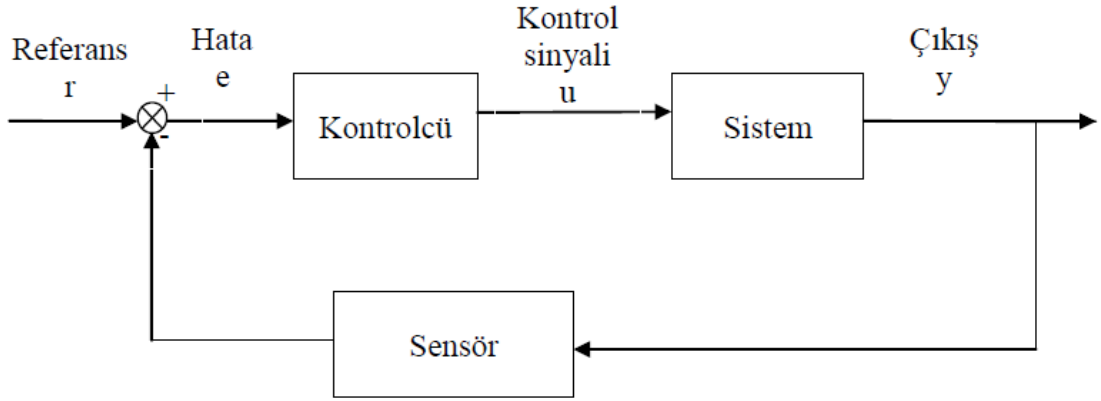 Referans
r
Hata
e
Kontrol
sinyali
u
Çıkış
y
+
-
Kontrolcü
Sistem
Sensör